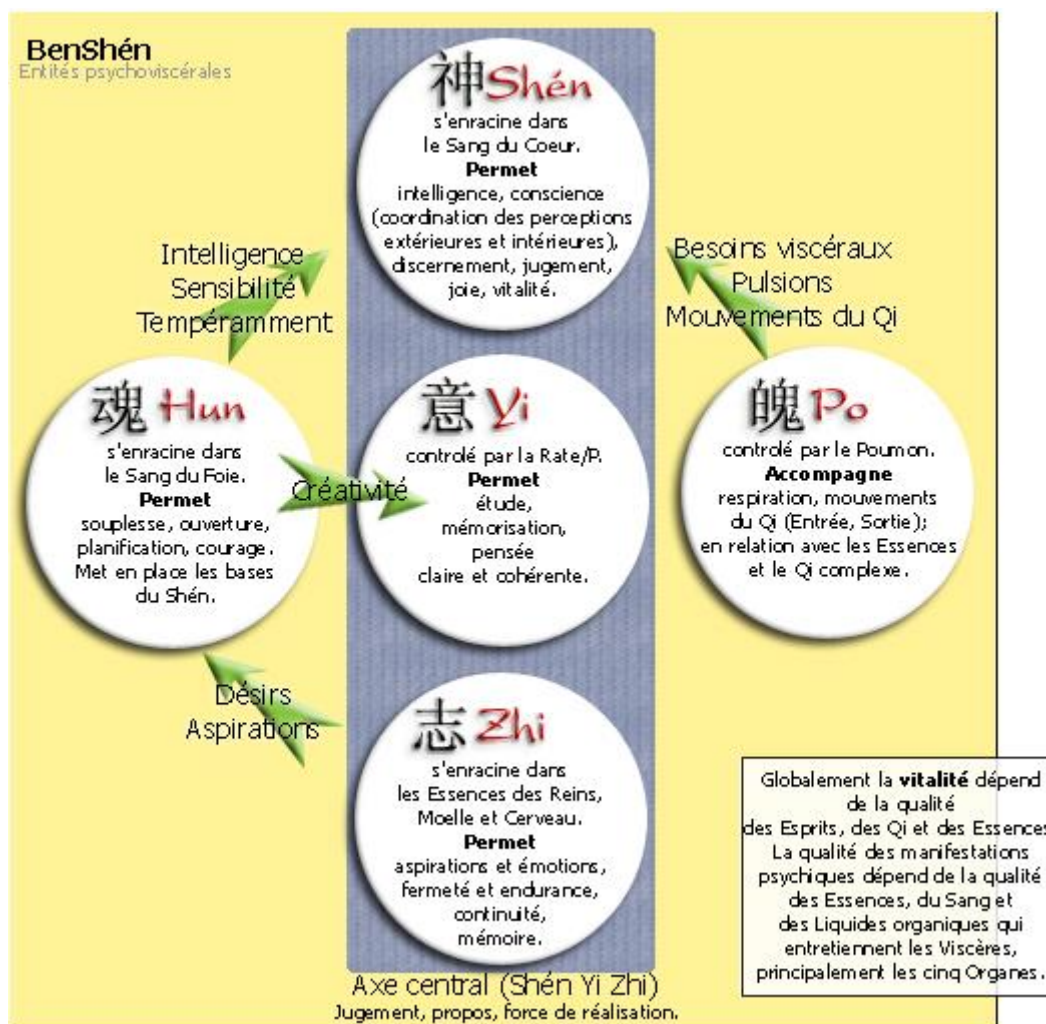 BenShén
Entités psychoviscérales
神Shén
s'enracine dans
le Sang du Coeur.
Permet
intelligence, conscience
(coordination des perceptions
extérieures et intérieures),
discernement, jugement,
joie, vitalité.
Intelligence
Sensibilité
Tempéramment
Besoins viscéraux
Pulsions
Mouvements du Qi
魂 Hun
s'enracine dans
le Sang du Foie.
Permet
souplesse, ouverture,
planification, courage.
Met en place les bases
du Shén.
Créativité
意 Yi
controlé par la Rate/P.
Permet
étude,
mémorisation,
pensée
claire et cohérente.
魄 Po
controlé par le Poumon.
Accompagne
respiration, mouvements
du Qi (Entrée, Sortie);
en relation avec les Essences
et le Qi complexe.
Désirs
Aspirations
志 Zhi
s'enracine dans
les Essences des Reins,
Moelle et Cerveau.
Permet
aspirations et émotions,
fermeté et endurance,
continuité,
mémoire.
Globalement la vitalité dépend
de la qualité
des Esprits, des Qi et des Essences
La qualité des manifestations
psychiques dépend de la qualité
des Essences, du Sang et
des Liquides organiques qui
entretiennent les Viscères,
principalement les cinq Organes.
Axe central (Shén Yi Zhi)
Jugement, propos, force de réalisation.